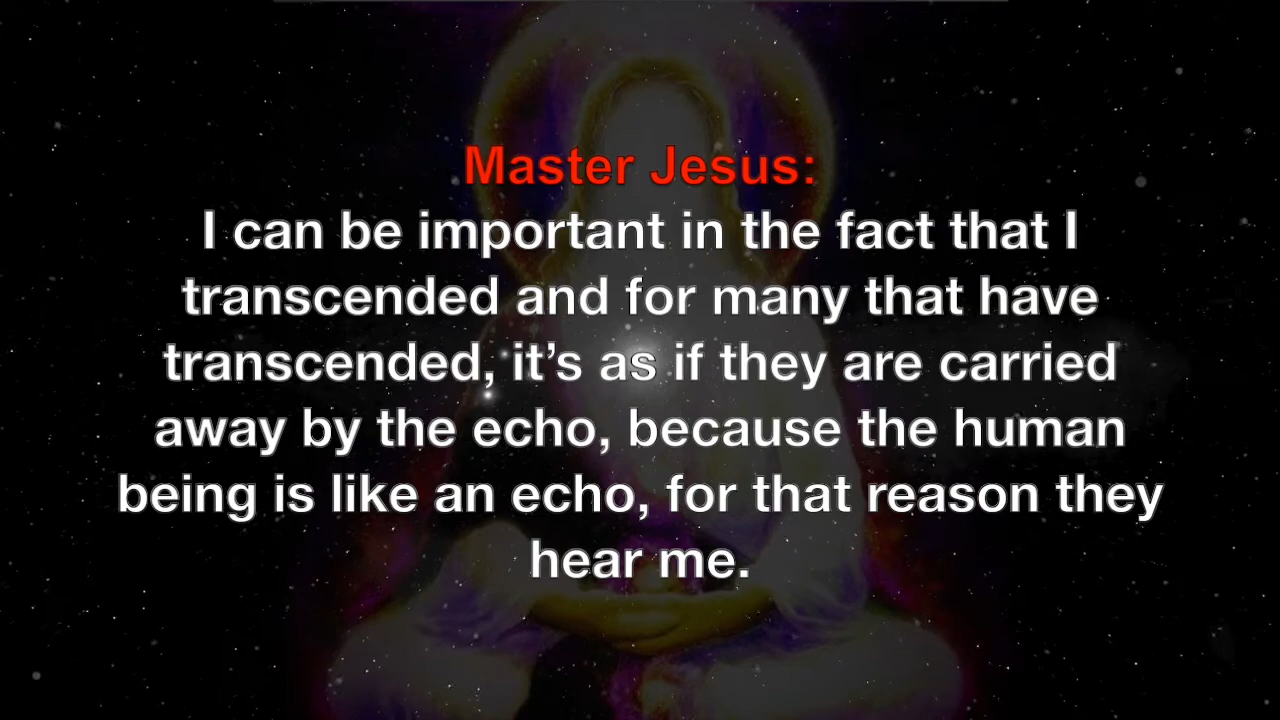 Master Jesus:
I can be important in the fact that I
transcended and for many that have
transcended, it’s as if they are carried
away by the echo, because the human
being is like an echo, for that reason they
hear me.